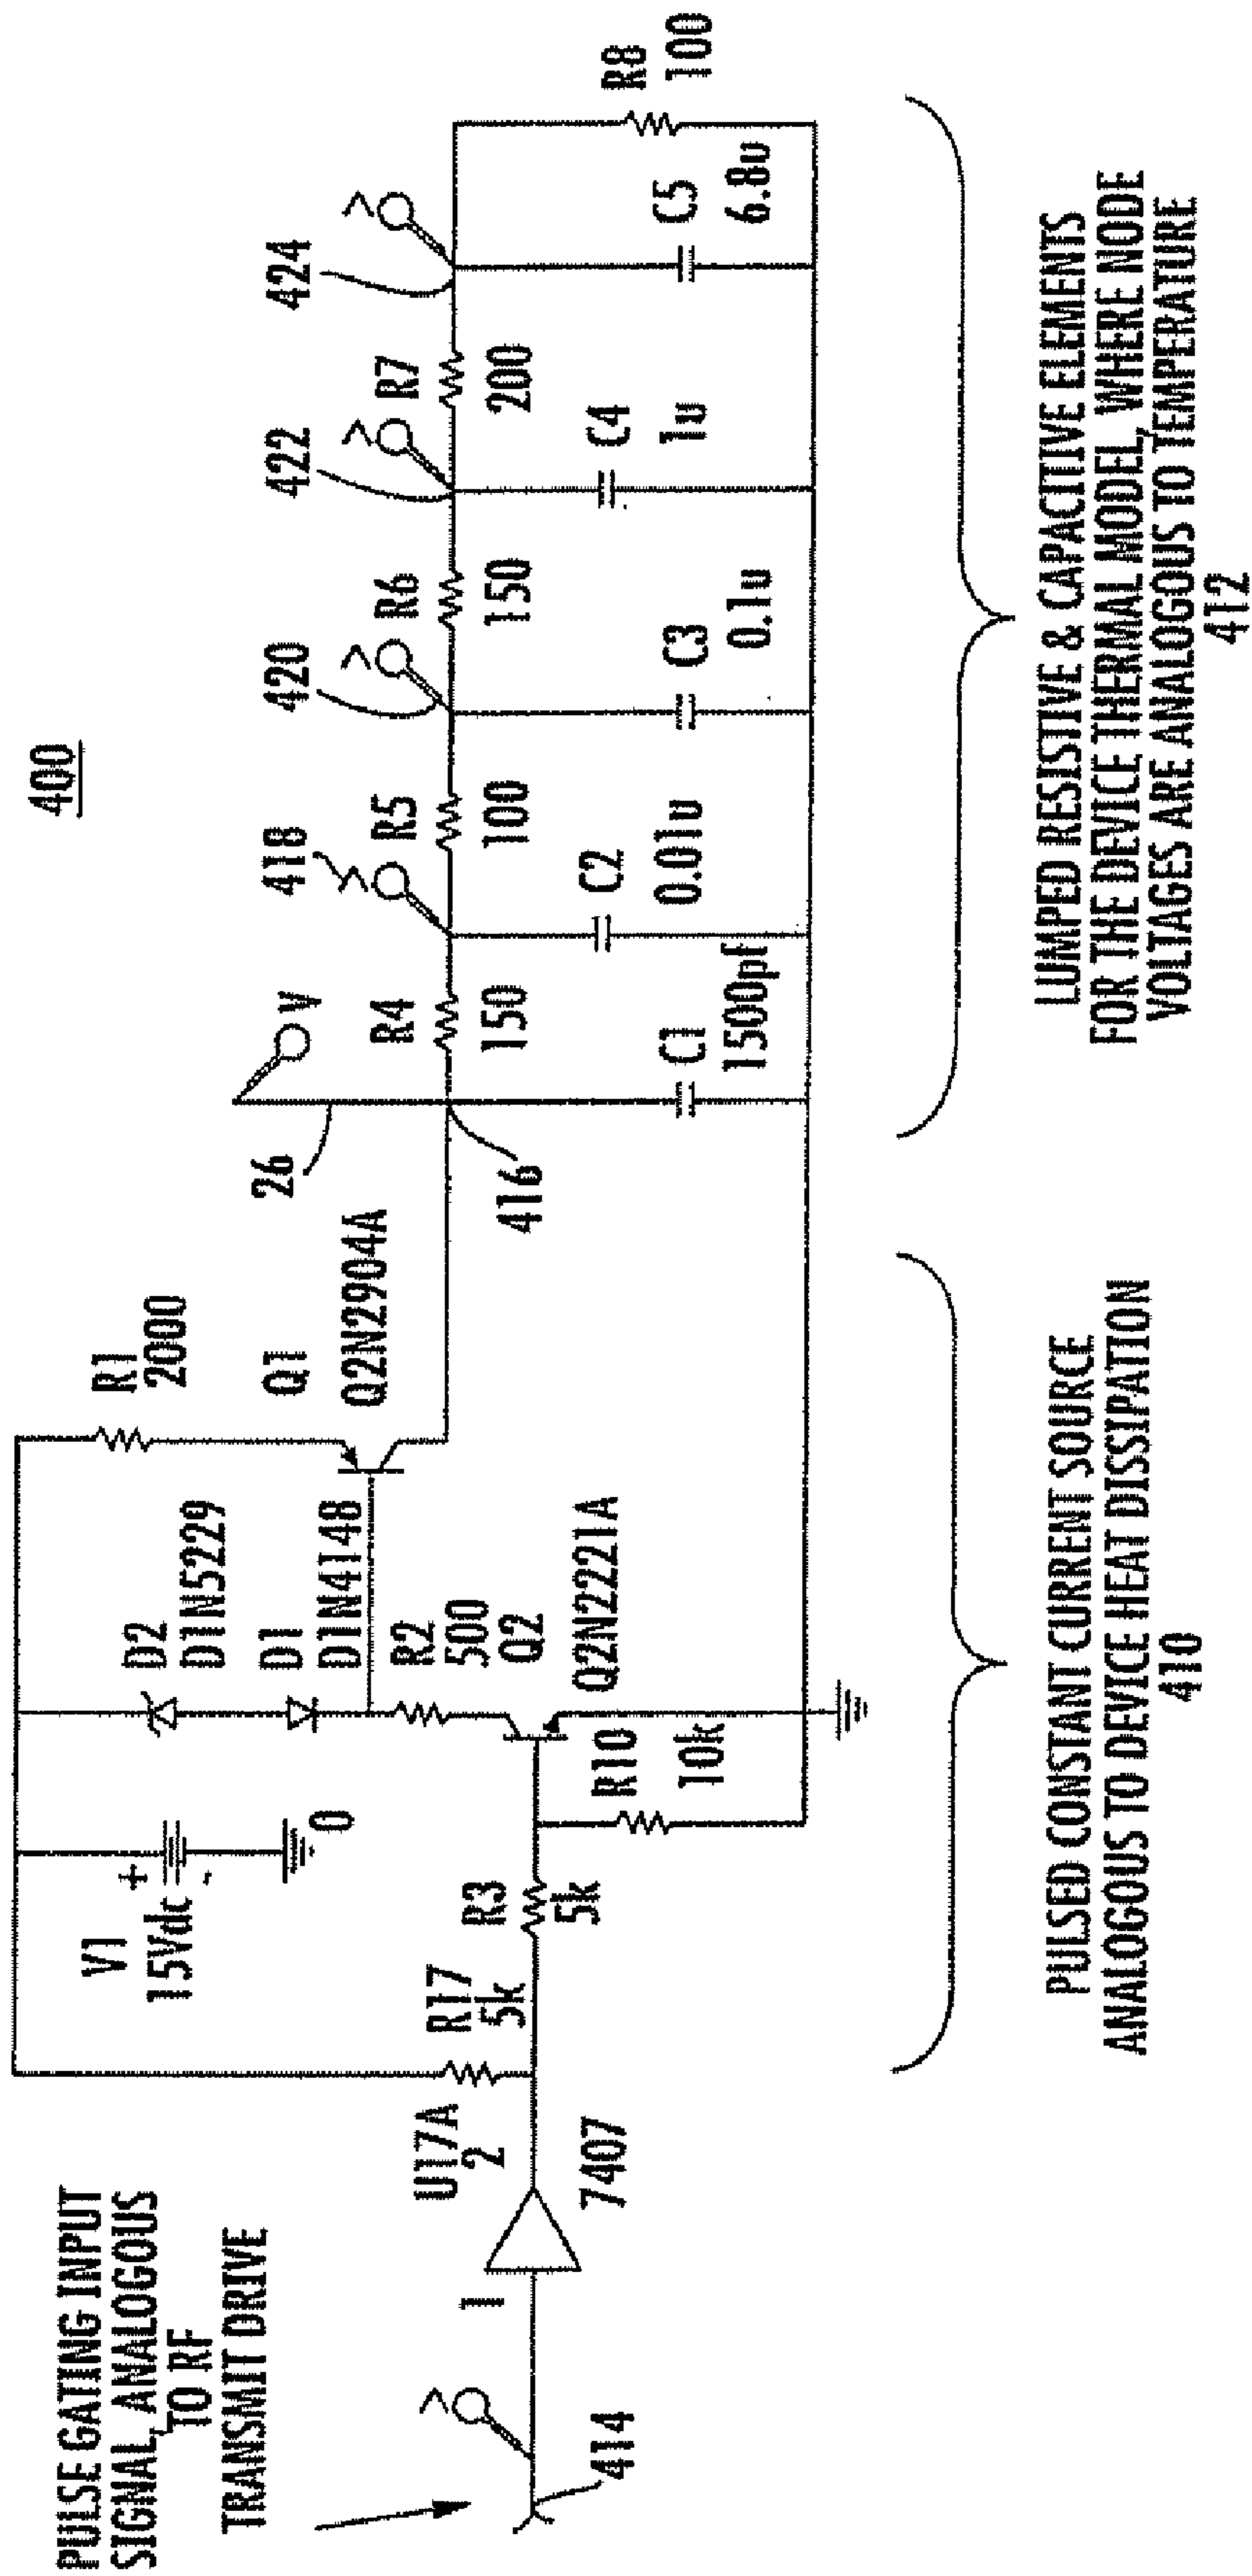 400
PULSE GATING INPUT
SIGNAL, ANALOGOUS
TO RF
TRANSMIT DRIVE
414
1
U17A
2
7407
R17
5k
R3
5k
V1
15Vdc
+
-
0
D2
D1N5229
D1
D1N4148
R2
500
Q2
Q2N2221A
R10
10k
R1
2000
Q1
Q2N2904A
26
V
416
R4
150
C1
1500pf
418
V
R5
100
C2
0.01u
420
V
R6
150
C3
0.1u
422
V
R7
200
C4
1u
424
V
C5
6.8u
R8
100
V
PULSED CONSTANT CURRENT SOURCE
ANALOGOUS TO DEVICE HEAT DISSIPATION
410
LUMPED RESISTIVE & CAPACITIVE ELEMENTS
FOR THE DEVICE THERMAL MODEL, WHERE NODE
VOLTAGES ARE ANALOGOUS TO TEMPERATURE
412